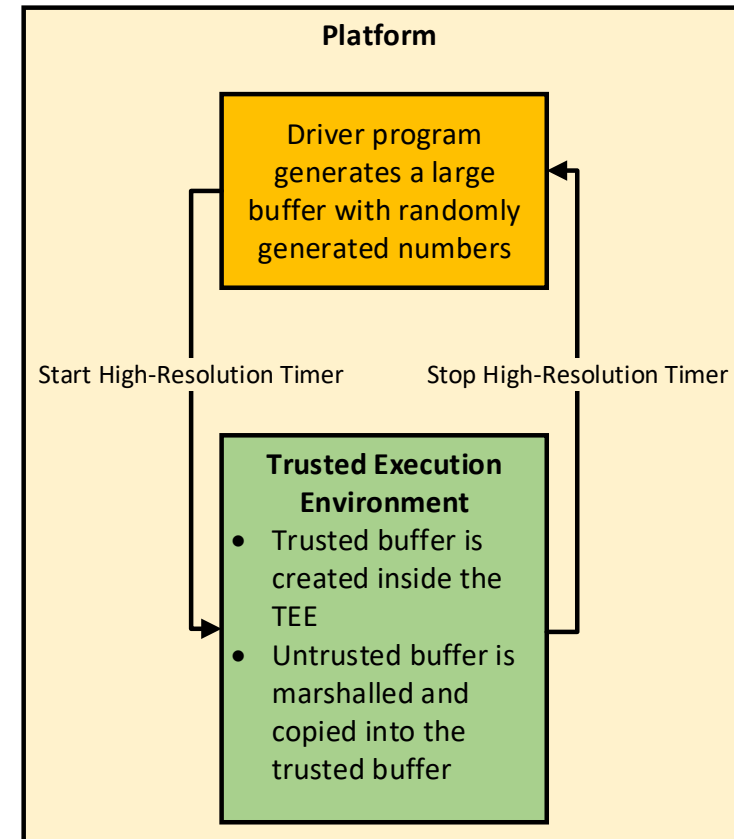 Platform
Driver program
generates a large
buffer with randomly
generated numbers
Start High-Resolution Timer
Stop High-Resolution Timer
Trusted Execution
Environment
• Trusted buffer is
created inside the
TEE
• Untrusted buffer is
marshalled and
copied into the
trusted buffer